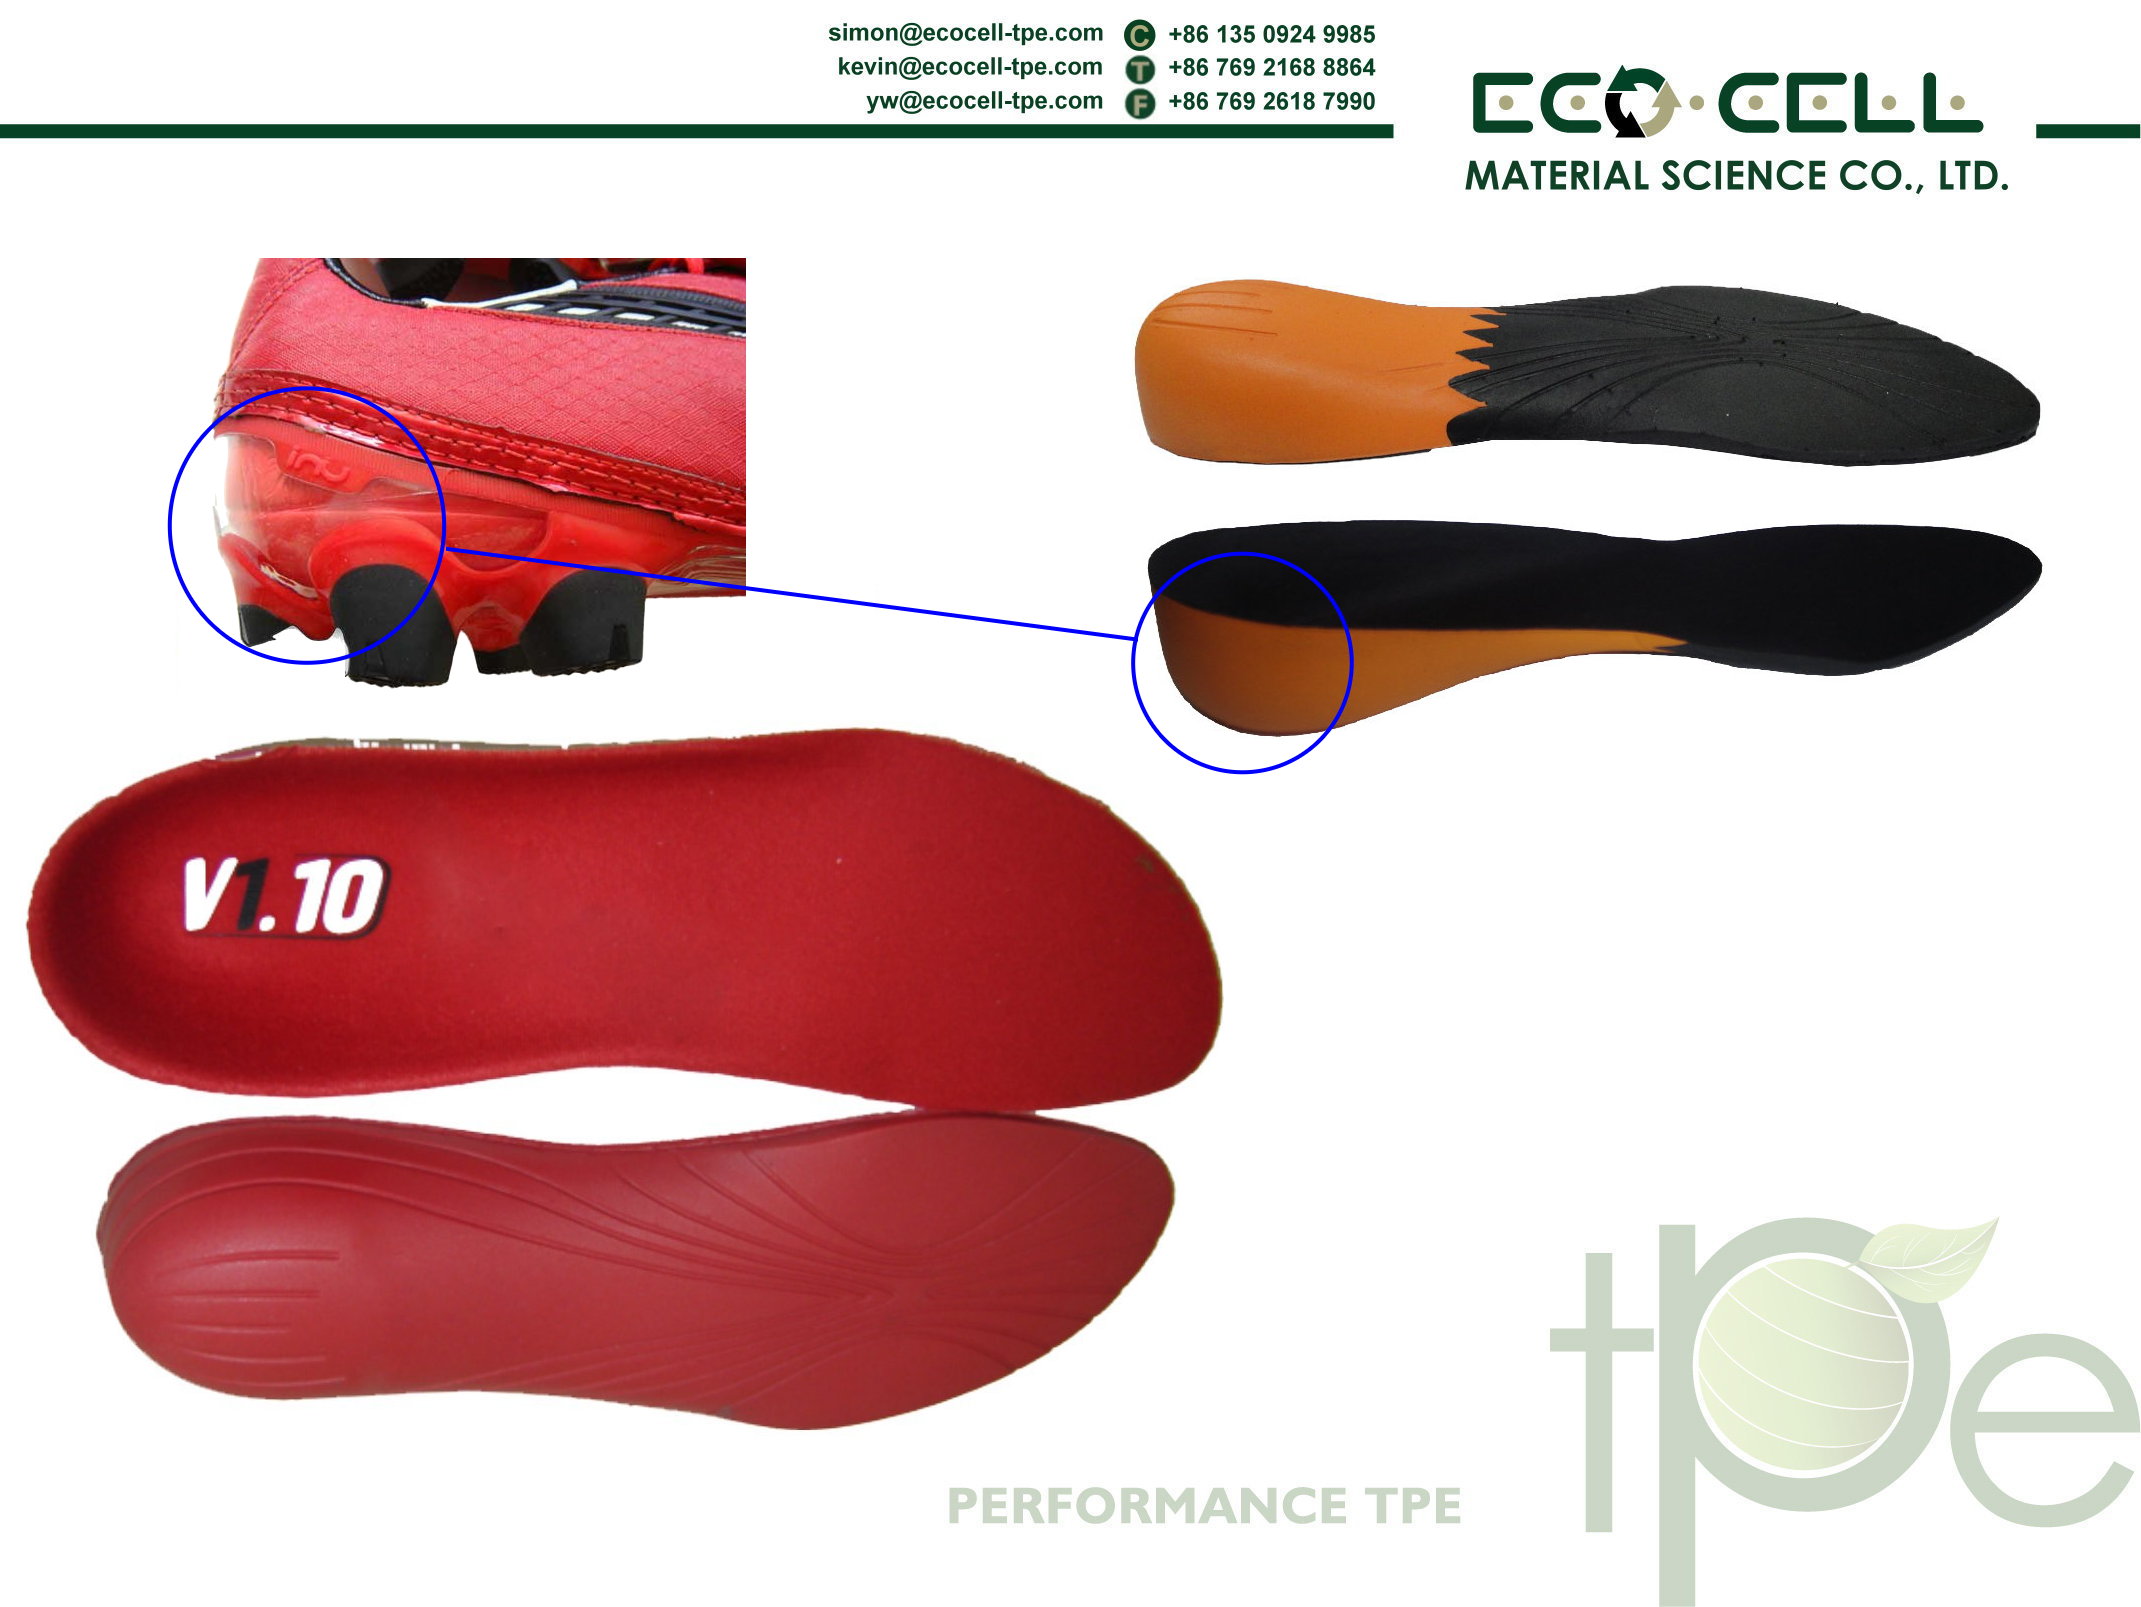 simon@ecocell-tpe.com C +86 135 0924 9985
kevin@ecocell-tpe.com T +86 769 2168 8864
yw@ecocell-tpe.com F +86 769 2618 7990
ECO·CELL
MATERIAL SCIENCE CO., LTD.
V1.10
PERFORMANCE TPE
tpe